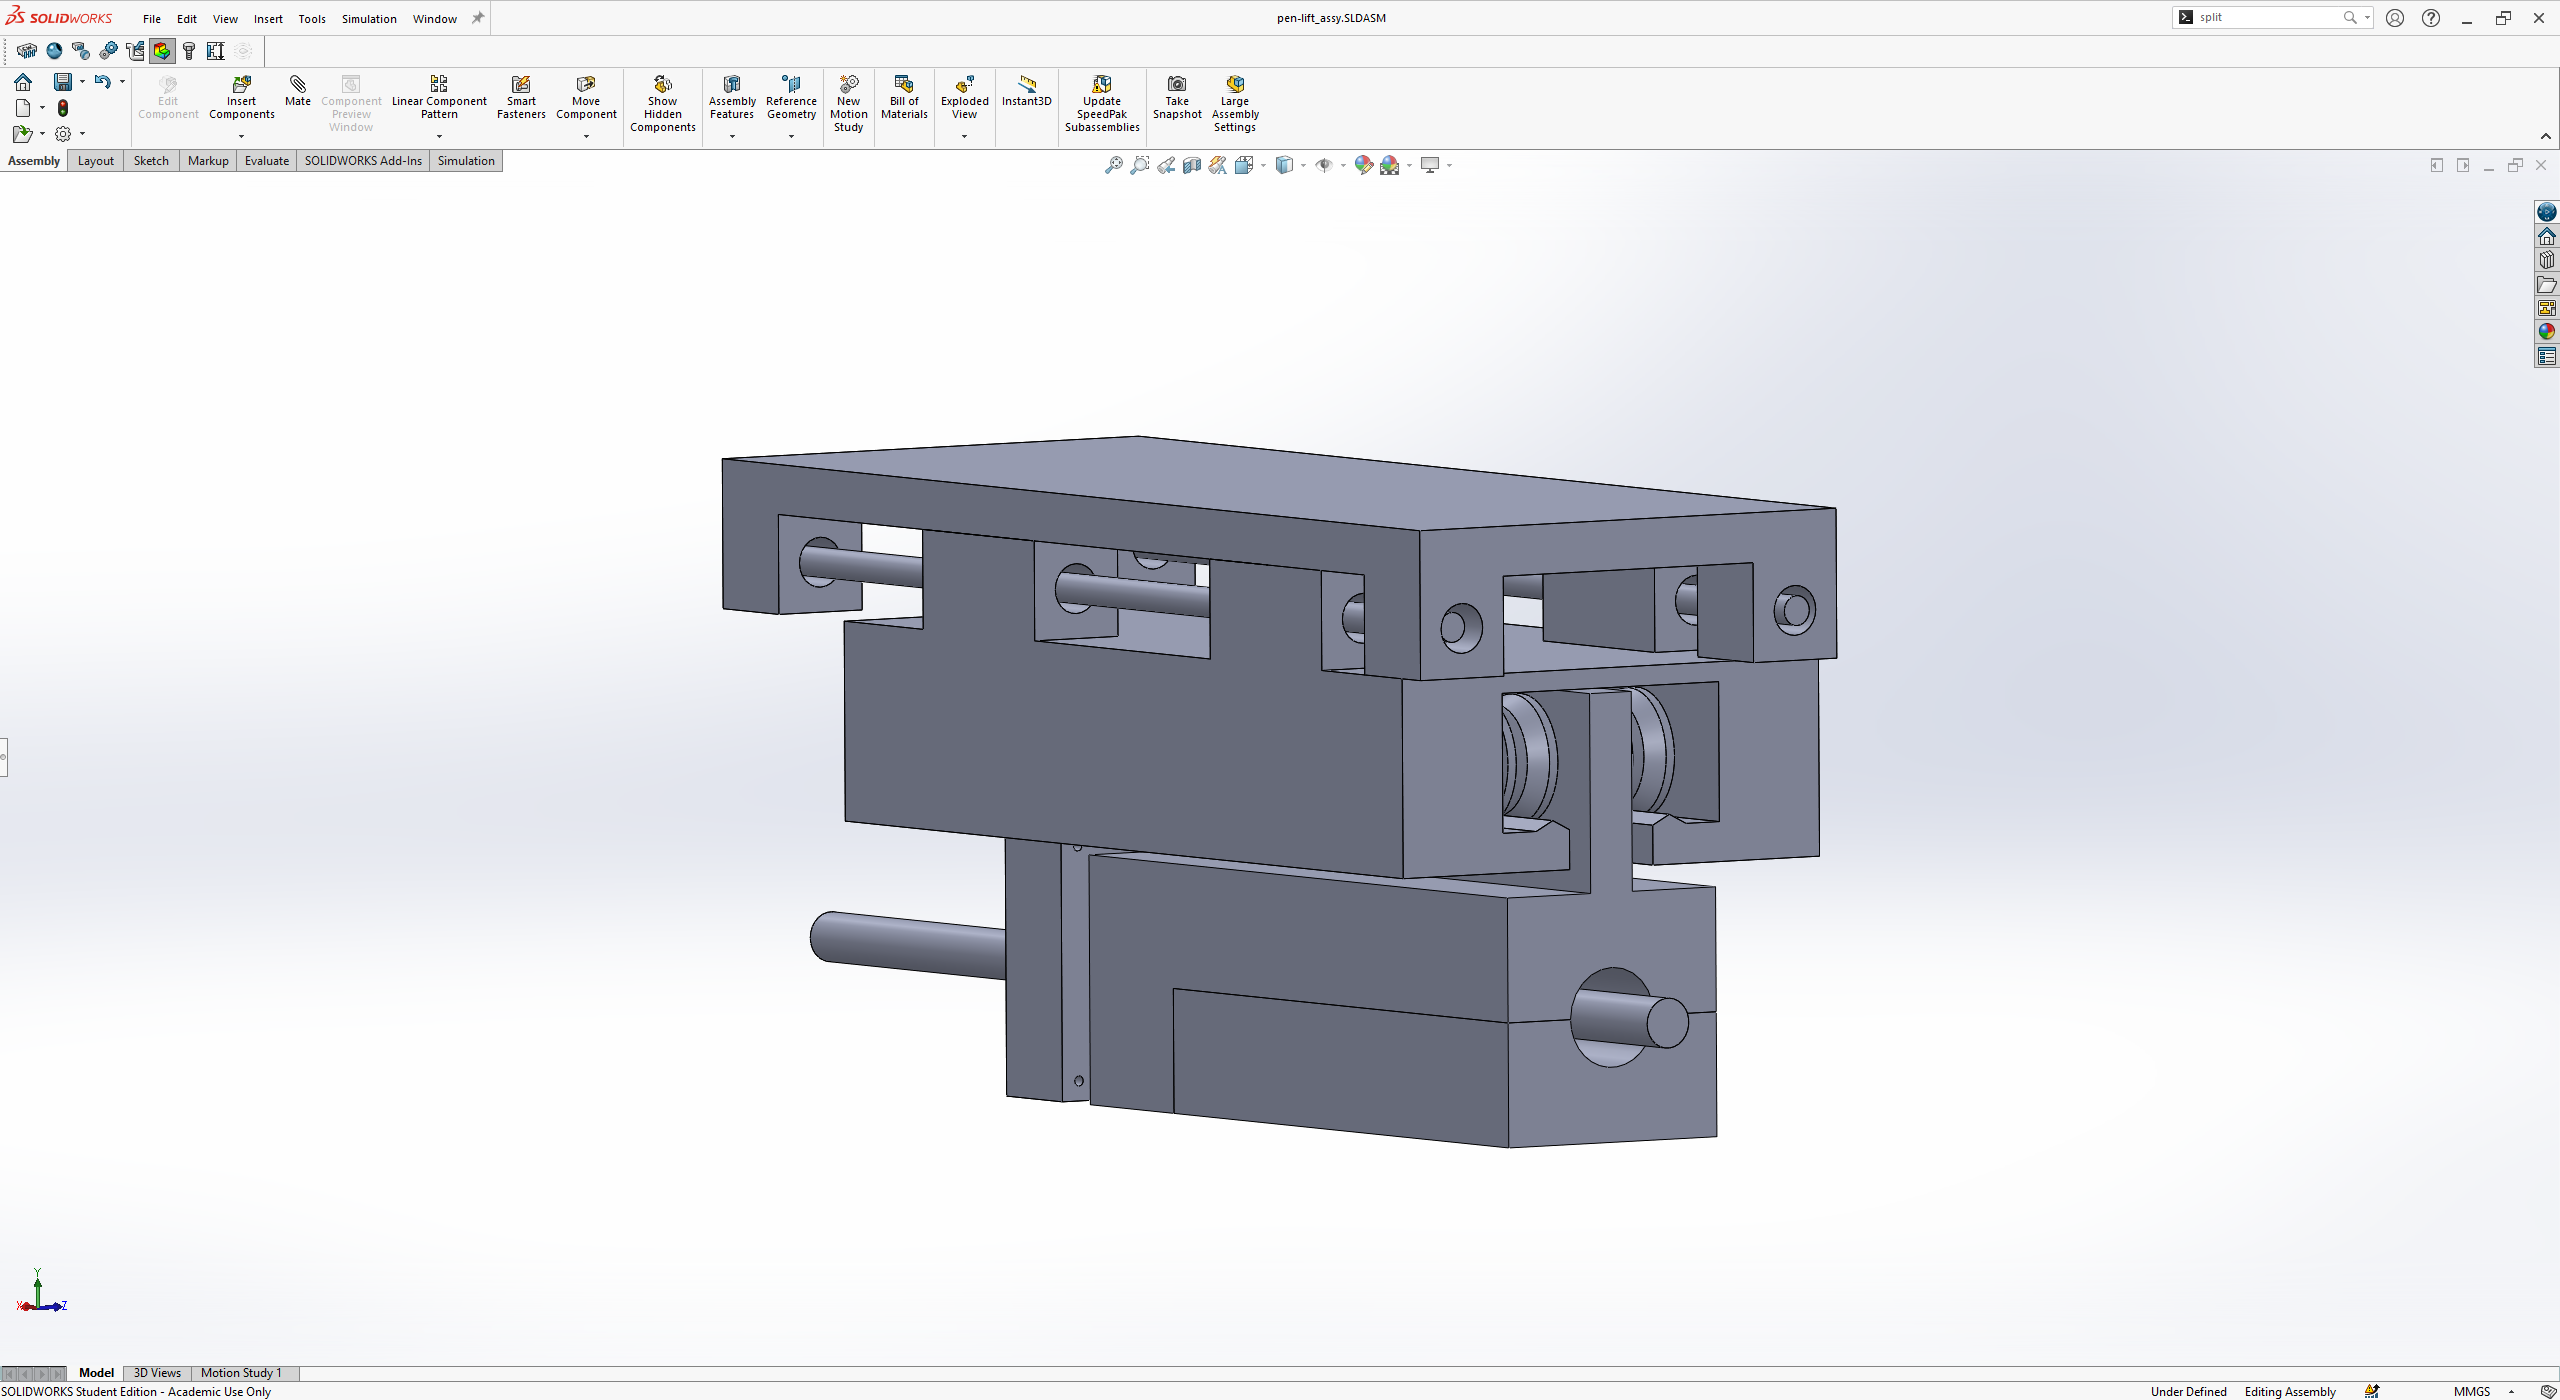 SOLIDWORKS File Edit View Insert Tools Simulation Window pen-lift_assy.SLDASM split
Edit Component
Insert Components
Mate
Component Preview Window
Linear Component Pattern
Smart Fasteners
Move Component
Show Hidden Components
Assembly Features
Reference Geometry
New Motion Study
Bill of Materials
Exploded View
Instant3D
Update SpeedPak Subassemblies
Take Snapshot
Large Assembly Settings
Assembly Layout Sketch Markup Evaluate SOLIDWORKS Add-Ins Simulation
Y
X Z
Model 3D Views Motion Study 1
SOLIDWORKS Student Edition - Academic Use Only Under Defined Editing Assembly MMGS